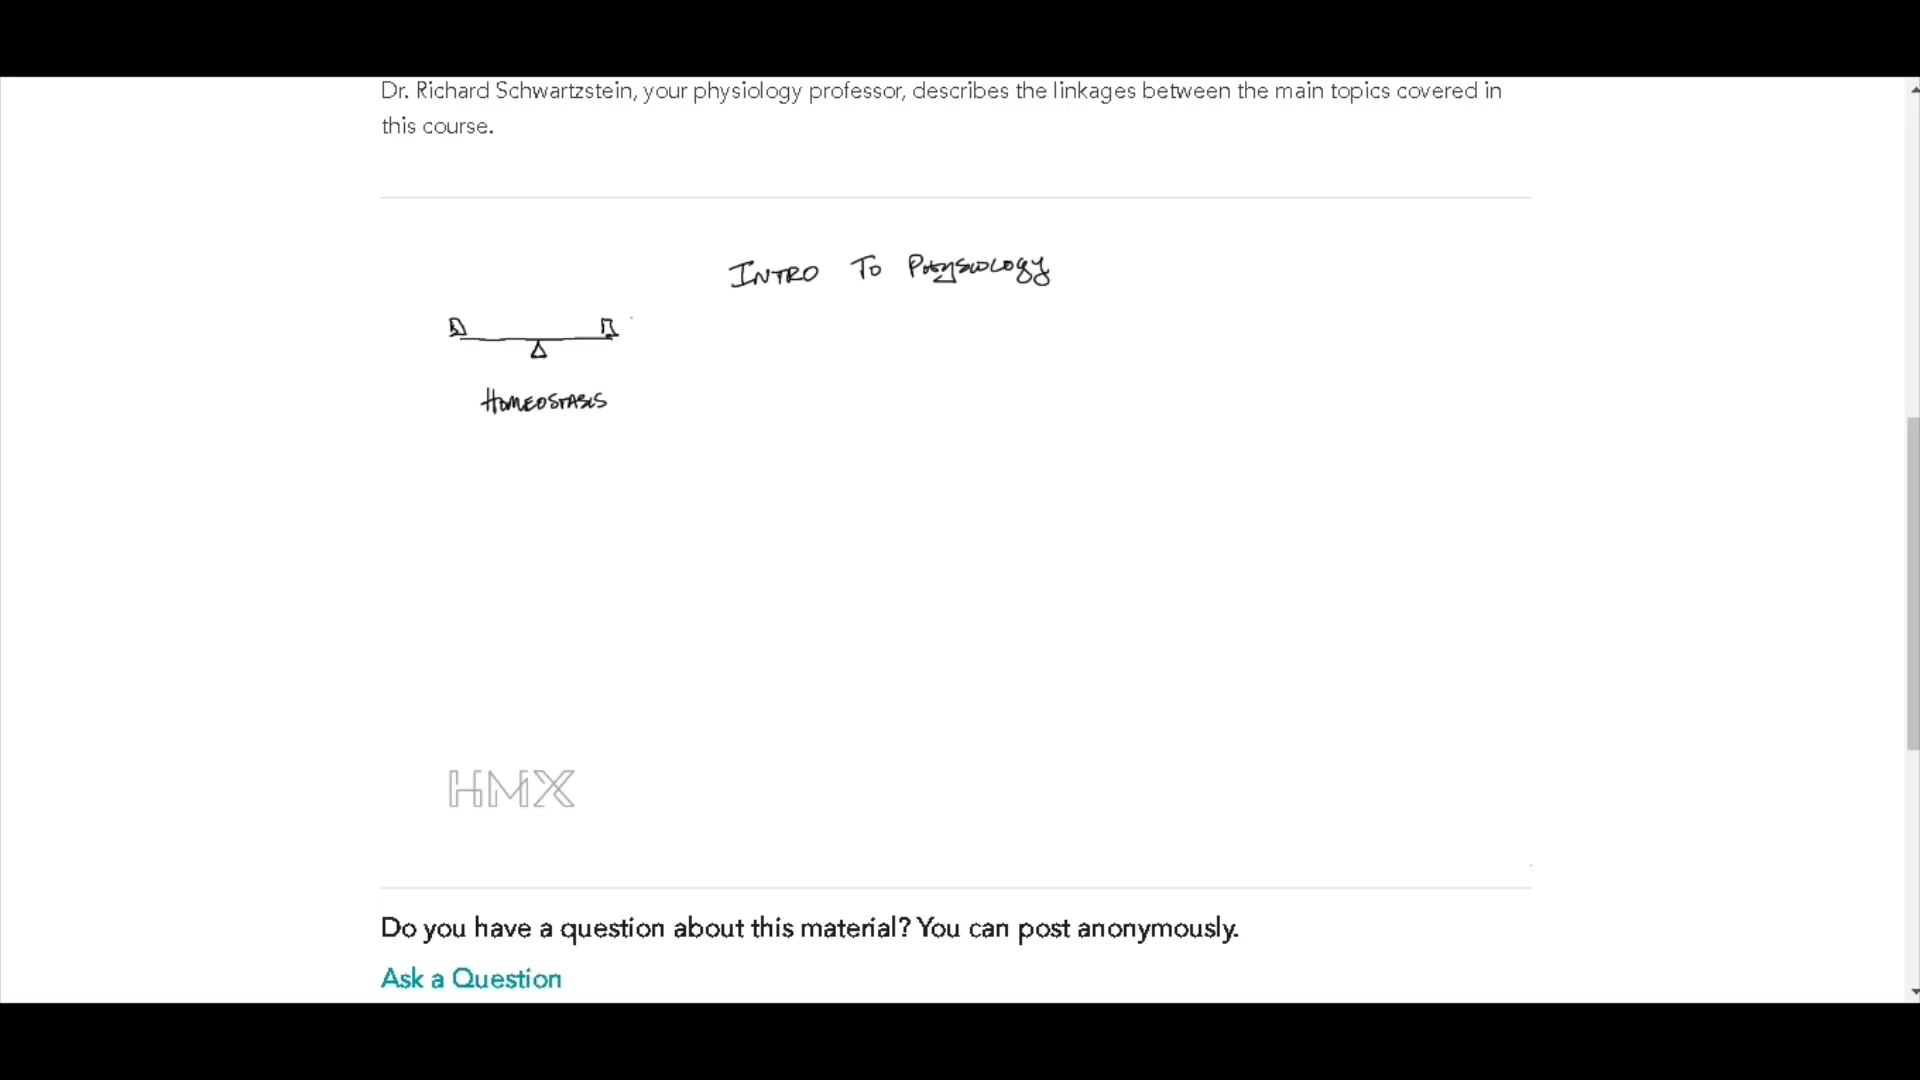 Dr. Richard Schwartzstein, your physiology professor, describes the linkages between the main topics covered in
this course.
INTRO TO PHYSIOLOGY
HOMEOSTASIS
HMX
Do you have a question about this material? You can post anonymously.
Ask a Question